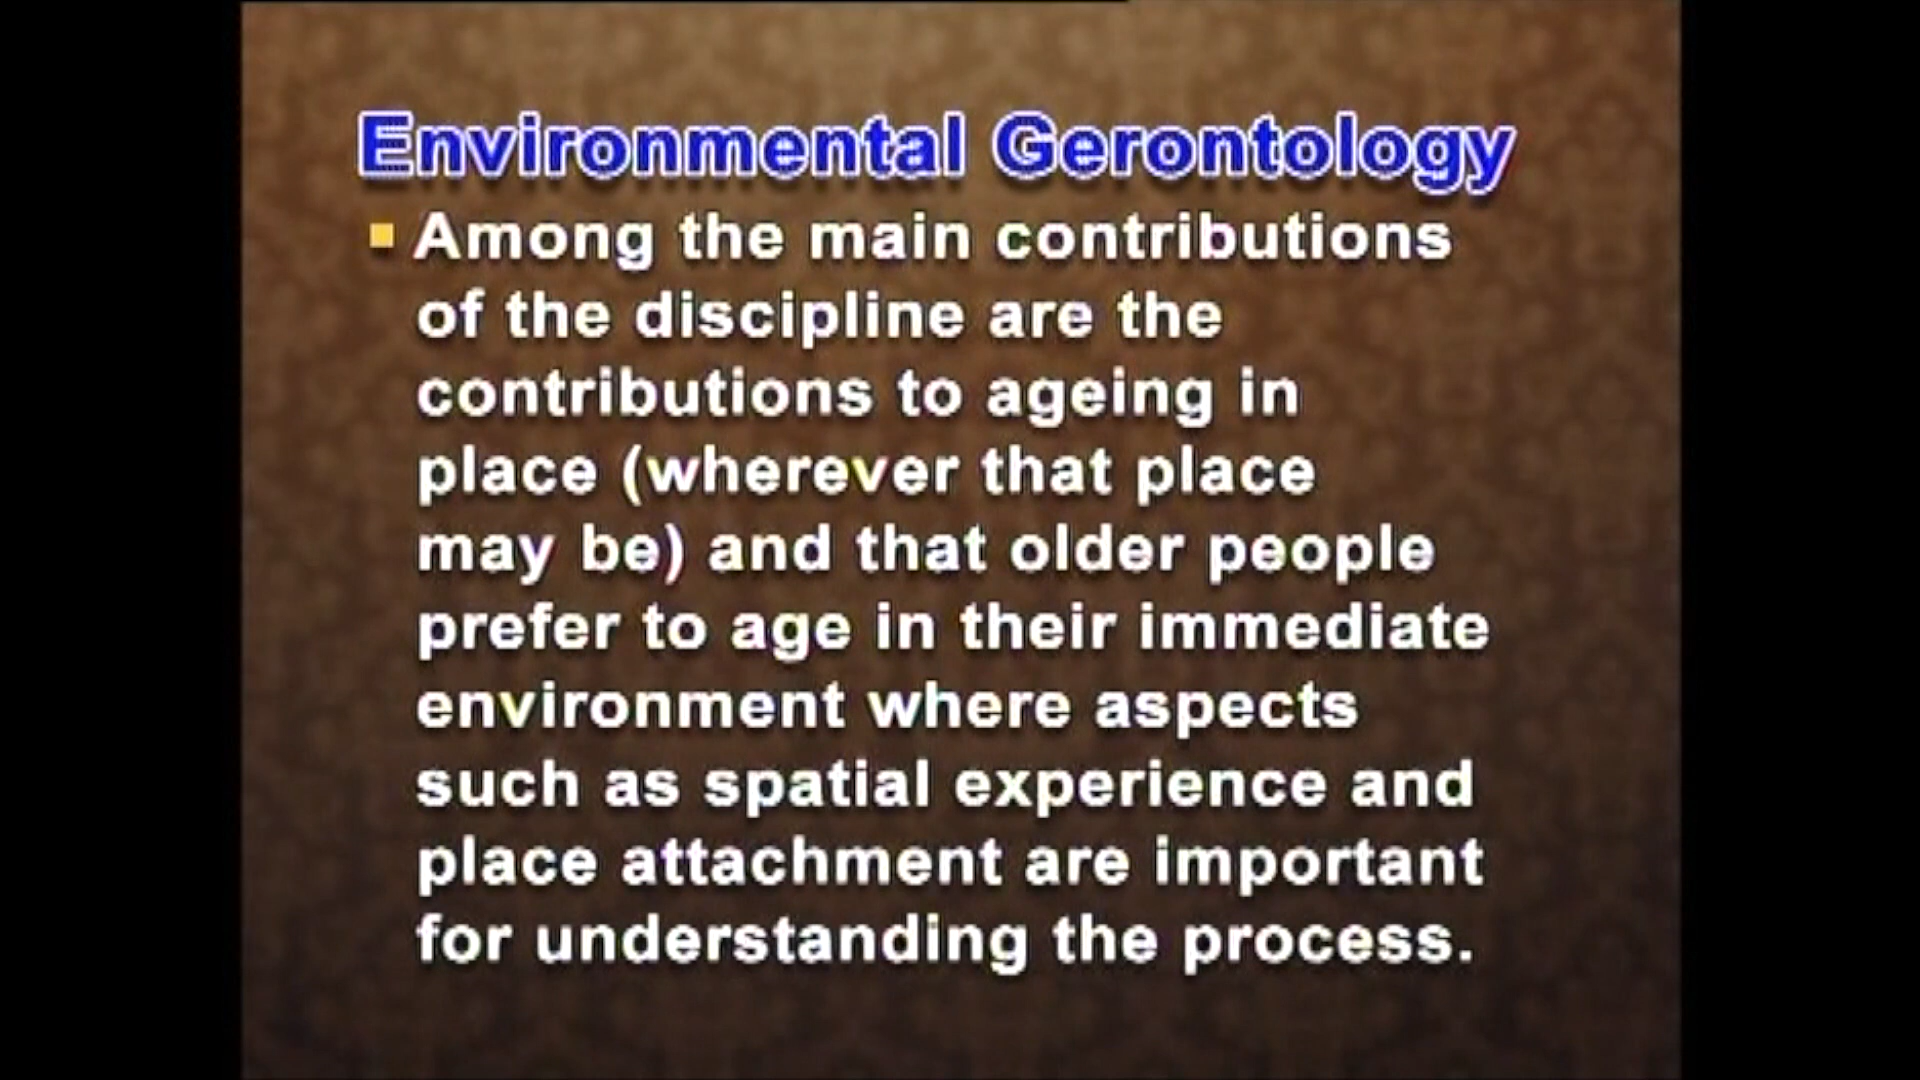 Environmental Gerontology
▪ Among the main contributions
of the discipline are the
contributions to ageing in
place (wherever that place
may be) and that older people
prefer to age in their immediate
environment where aspects
such as spatial experience and
place attachment are important
for understanding the process.